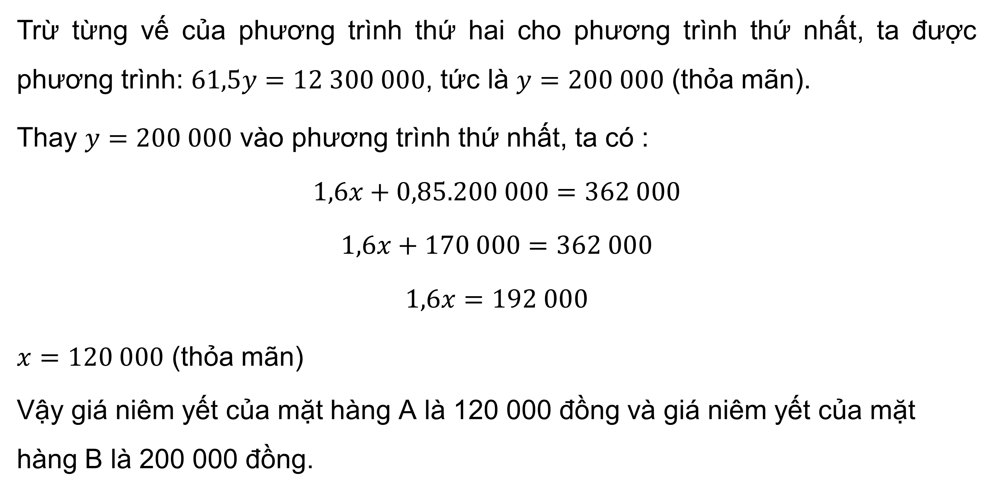 Trừ từng vế của phương trình thứ hai cho phương trình thứ nhất, ta được
phương trình: 61,5y = 12 300 000, tức là y = 200 000 (thỏa mãn).
Thay y = 200 000 vào phương trình thứ nhất, ta có :
1,6x + 0,85.200 000 = 362 000
1,6x + 170 000 = 362 000
1,6x = 192 000
x = 120 000 (thỏa mãn)
Vậy giá niêm yết của mặt hàng A là 120 000 đồng và giá niêm yết của mặt
hàng B là 200 000 đồng.